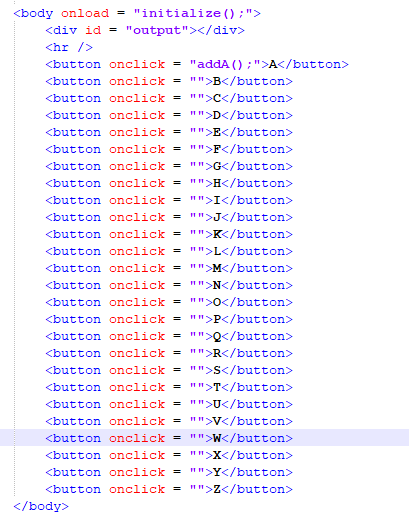 <body onload = "initialize();">
<div id = "output"></div>
<hr />
<button onclick = "addA();">A</button>
<button onclick = "">B</button>
<button onclick = "">C</button>
<button onclick = "">D</button>
<button onclick = "">E</button>
<button onclick = "">F</button>
<button onclick = "">G</button>
<button onclick = "">H</button>
<button onclick = "">I</button>
<button onclick = "">J</button>
<button onclick = "">K</button>
<button onclick = "">L</button>
<button onclick = "">M</button>
<button onclick = "">N</button>
<button onclick = "">O</button>
<button onclick = "">P</button>
<button onclick = "">Q</button>
<button onclick = "">R</button>
<button onclick = "">S</button>
<button onclick = "">T</button>
<button onclick = "">U</button>
<button onclick = "">V</button>
<button onclick = "">W</button>
<button onclick = "">X</button>
<button onclick = "">Y</button>
<button onclick = "">Z</button>
</body>